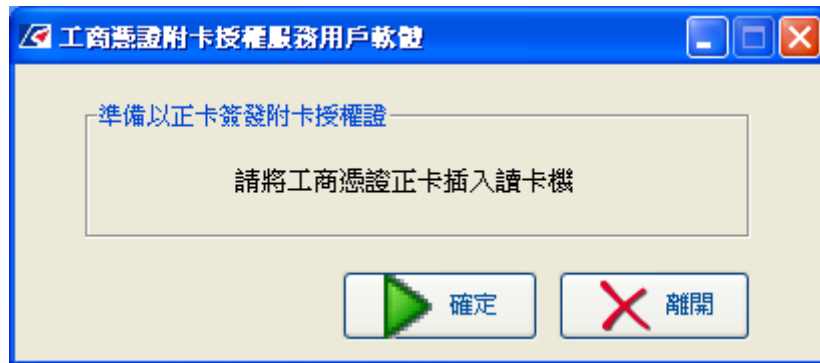 工商憑證附卡授權服務用戶軟體
準備以正卡簽發附卡授權證
請將工商憑證正卡插入讀卡機
確定
離開